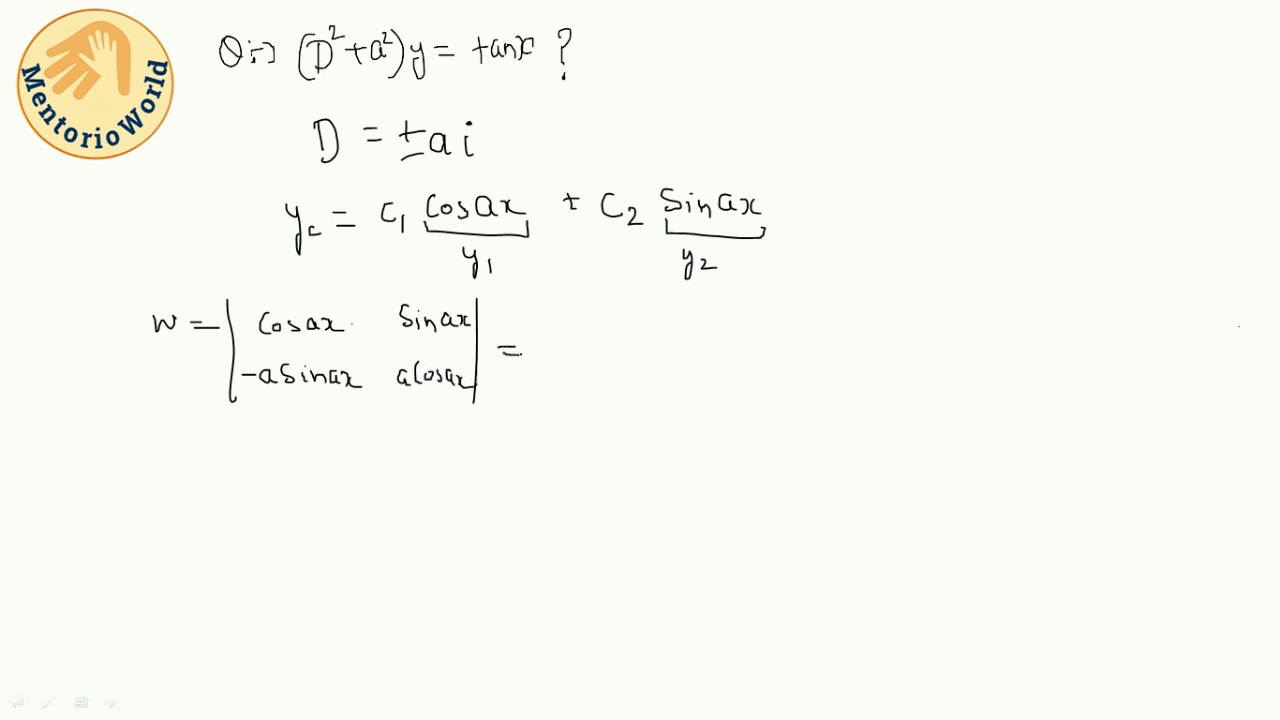 MentorioWorld
Q:-> (D²+a²)y = tanx ?
D = ±ai
y_c = c₁ cosax + c₂ Sinax
y₁ y₂
W = | cosax Sinax |
| -aSinax acosax | =